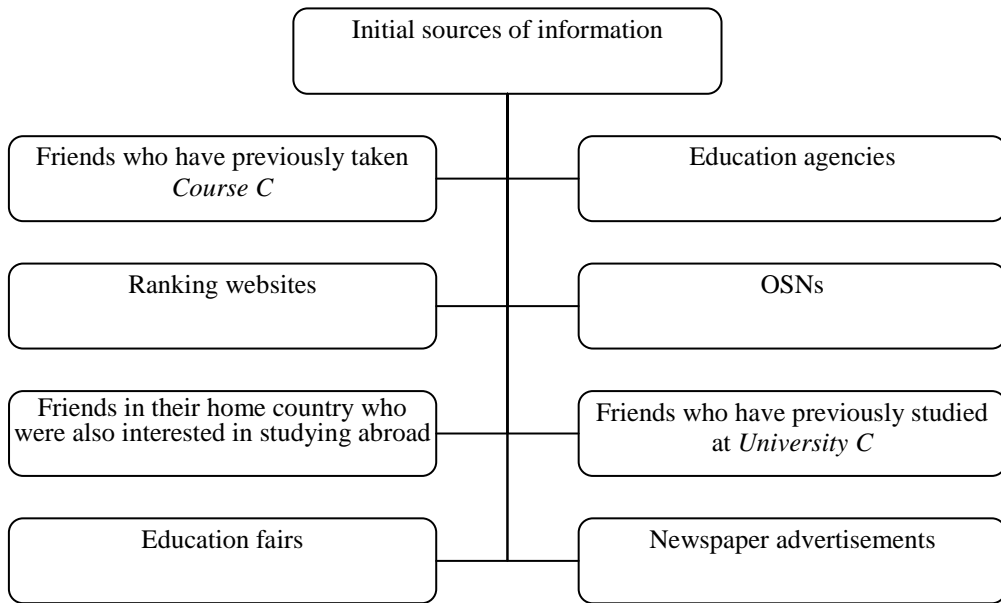 Initial sources of information
Friends who have previously taken
Course C
Education agencies
Ranking websites
OSNs
Friends in their home country who
were also interested in studying abroad
Friends who have previously studied
at University C
Education fairs
Newspaper advertisements